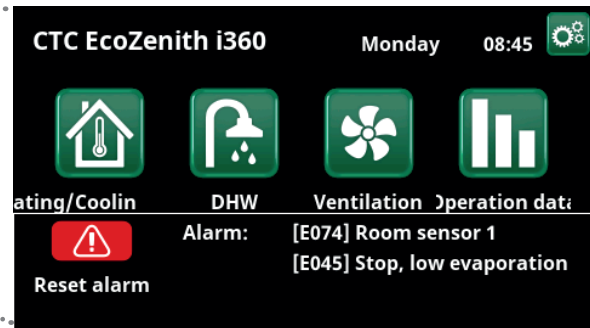 CTC EcoZenith i360 Monday 08:45
ating/Coolin DHW Ventilation Operation data
Alarm: [E074] Room sensor 1
[E045] Stop, low evaporation
Reset alarm